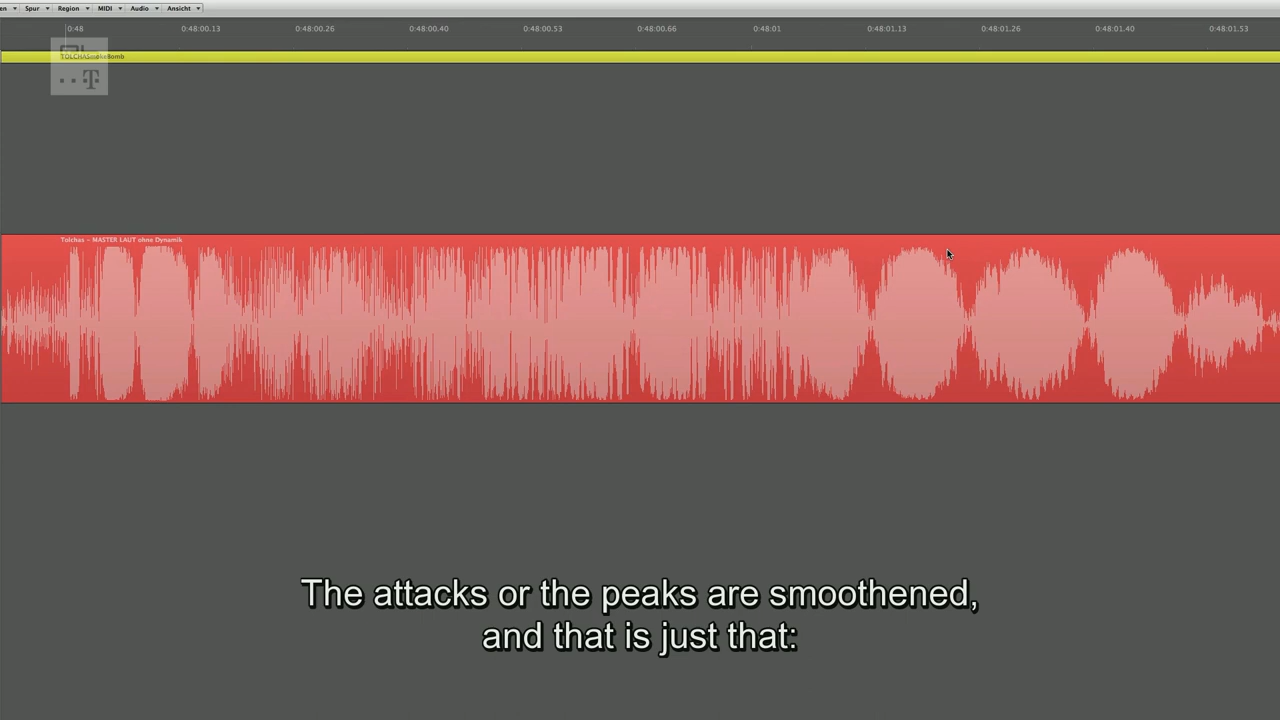 en Spur Region MIDI Audio Ansicht
0:48 0:48:00.13 0:48:00.26 0:48:00.40 0:48:00.53 0:48:00.66 0:48:01 0:48:01.13 0:48:01.26 0:48:01.40 0:48:01.53
TOLCHASmokeBomb
T
Tolchas - MASTER LAUT ohne Dynamik
The attacks or the peaks are smoothened,
and that is just that: